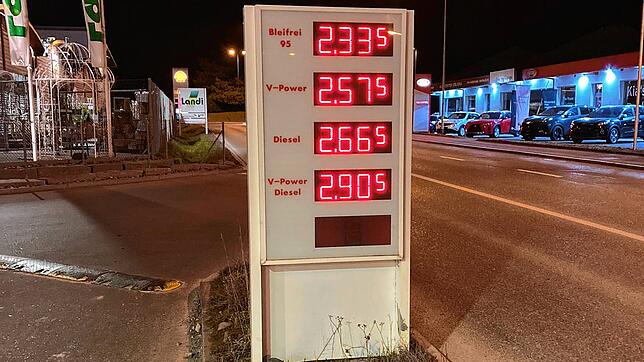 Bleifrei
95
2.33⁵
V-Power
2.57⁵
Diesel
2.66⁵
V-Power
Diesel
2.90⁵
Landi